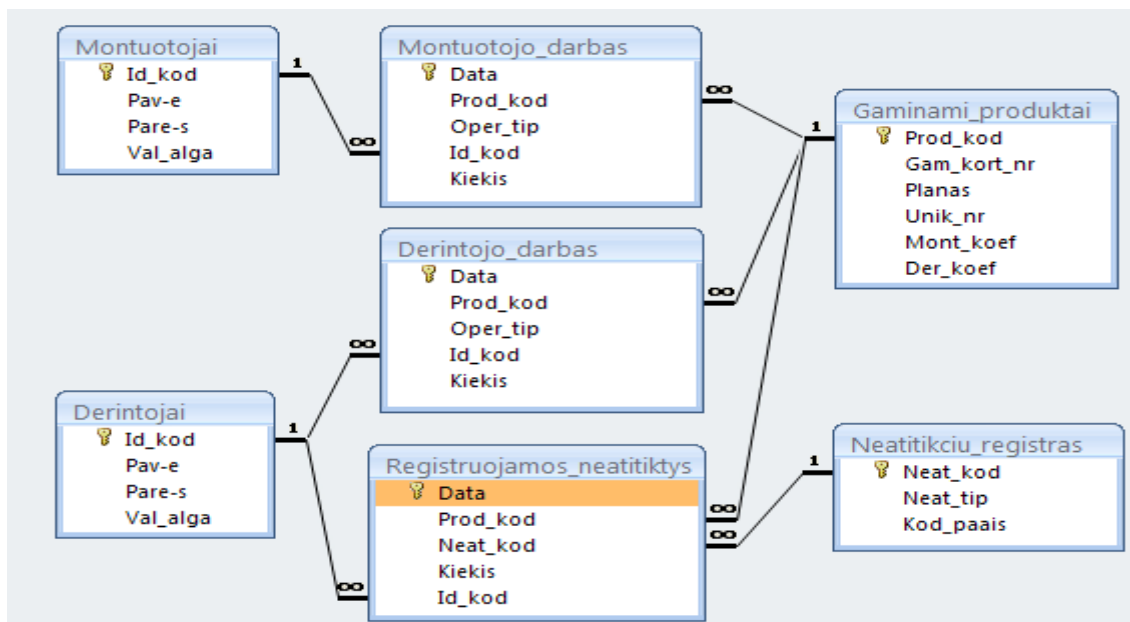 Montuotojai
Id_kod
Pav-e
Pare-s
Val_alga
1
∞
Montuotojo_darbas
Data
Prod_kod
Oper_tip
Id_kod
Kiekis
∞
1
Gaminami_produktai
Prod_kod
Gam_kort_nr
Planas
Unik_nr
Mont_koef
Der_koef
Derintojo_darbas
Data
Prod_kod
Oper_tip
Id_kod
Kiekis
∞
∞
Derintojai
Id_kod
Pav-e
Pare-s
Val_alga
1
∞
Registruojamos_neatitiktys
Data
Prod_kod
Neat_kod
Kiekis
Id_kod
∞
∞
1
Neatitikciu_registras
Neat_kod
Neat_tip
Kod_paais